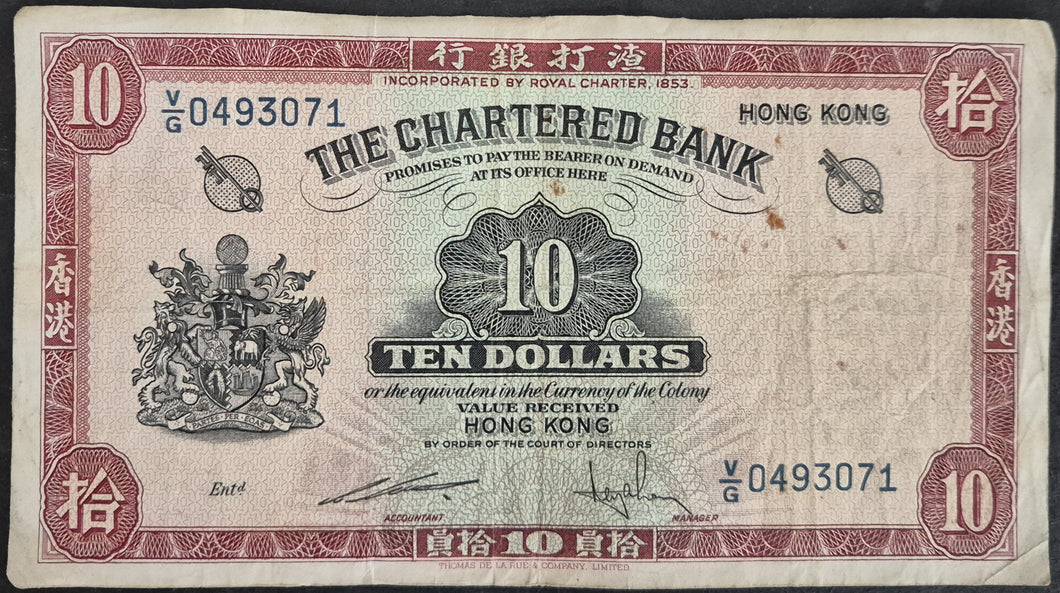 行銀打渣
INCORPORATED BY ROYAL CHARTER, 1853.
10
拾
V/G 0493071
HONG KONG
THE CHARTERED BANK
PROMISES TO PAY THE BEARER ON DEMAND
AT ITS OFFICE HERE
10
香港
香港
TEN DOLLARS
or the equivalent in the Currency of the Colony
VALUE RECEIVED
HONG KONG
BY ORDER OF THE COURT OF DIRECTORS
V/G 0493071
Entd
ACCOUNTANT
MANAGER
拾
10
員拾10員拾
THOMAS DE LA RUE & COMPANY, LIMITED